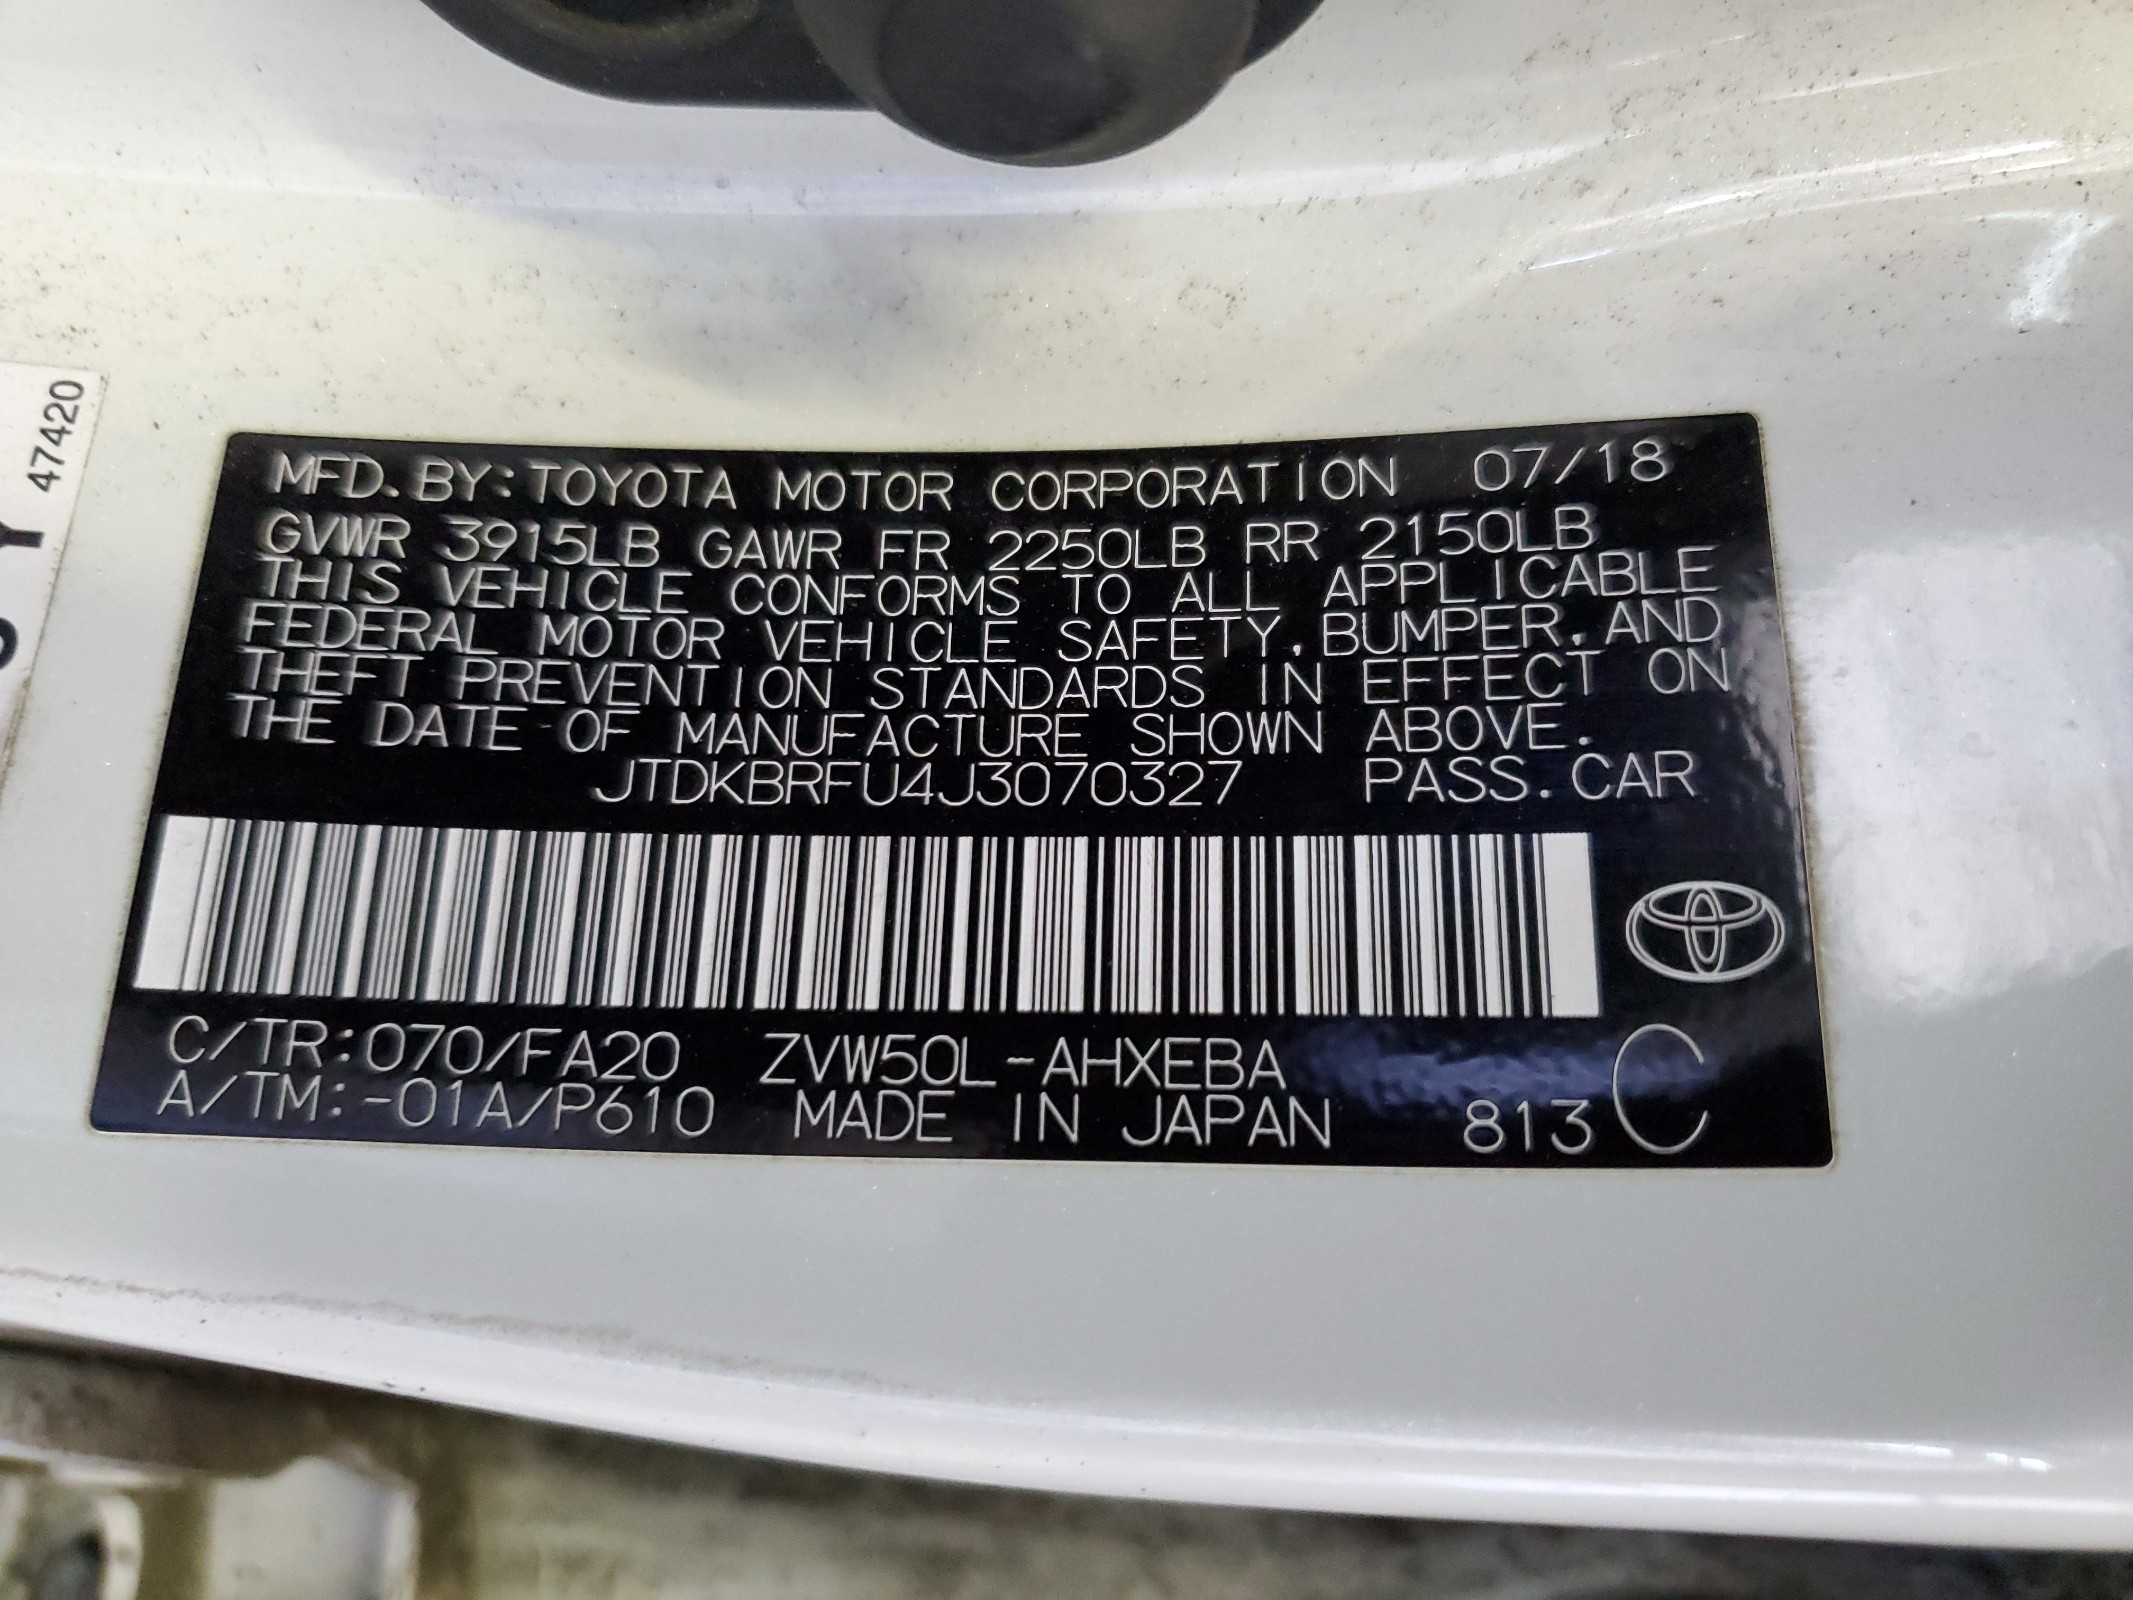 47420
Y
MFD. BY: TOYOTA MOTOR CORPORATION 07/18
GVWR 3915LB GAWR FR 2250LB RR 2150LB
THIS VEHICLE CONFORMS TO ALL APPLICABLE
FEDERAL MOTOR VEHICLE SAFETY, BUMPER, AND
THEFT PREVENTION STANDARDS IN EFFECT ON
THE DATE OF MANUFACTURE SHOWN ABOVE.
JTDKBRFU4J3070327 PASS. CAR
C/TR: 070/FA20 ZVW50L-AHXEBA
A/TM: -01A/P610 MADE IN JAPAN 813 C